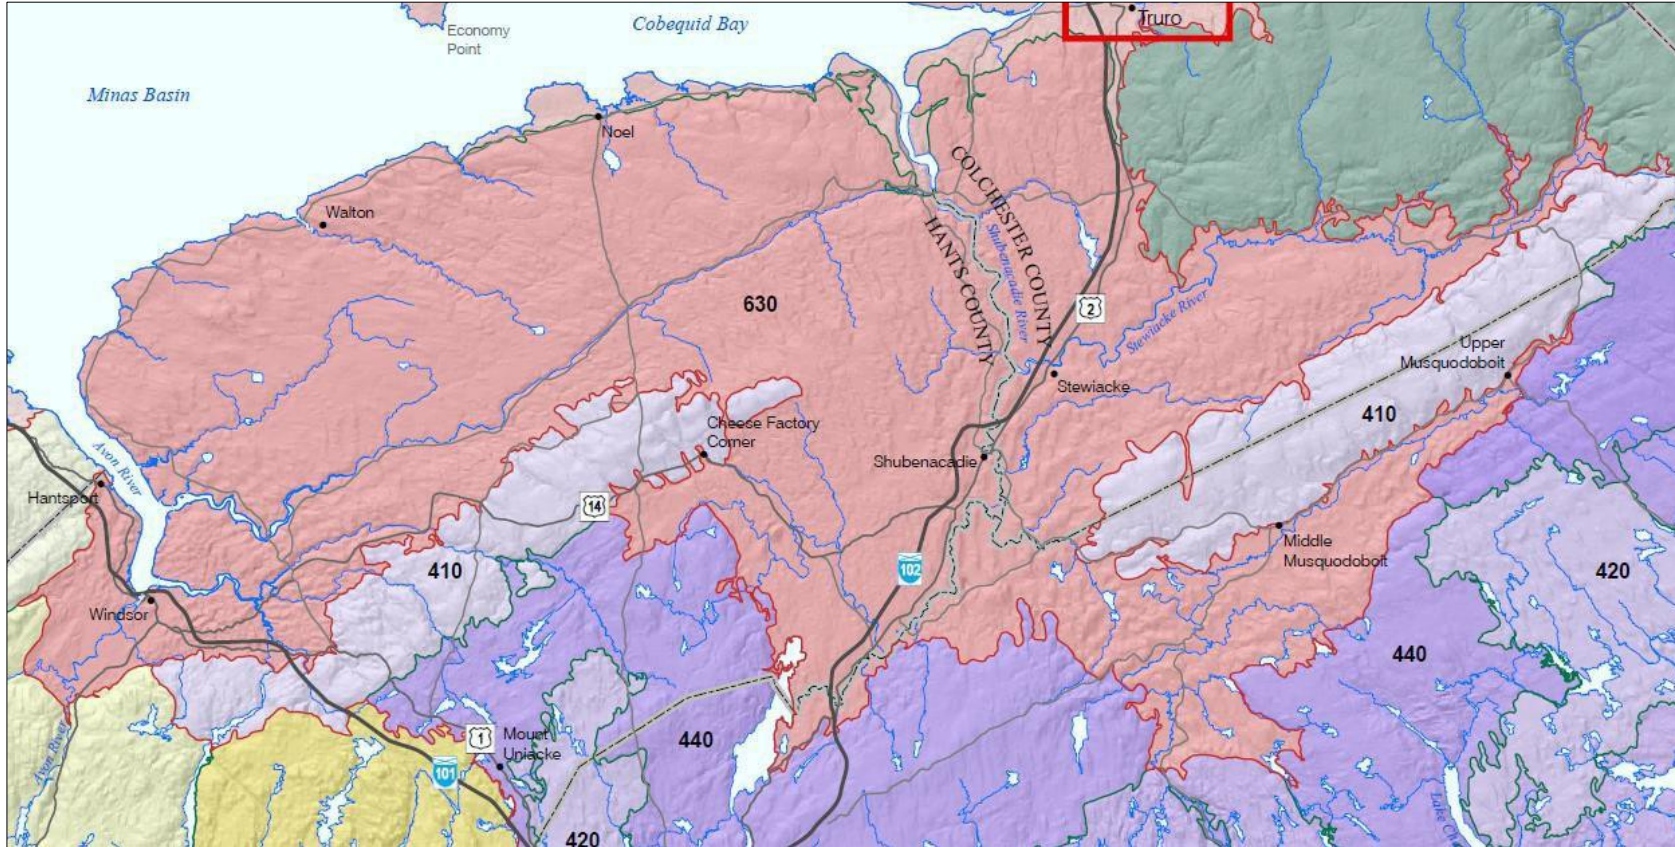 Economy
Point
Cobequid Bay
Truro
Minas Basin
Noel
COLCHESTER COUNTY
HANTS COUNTY
Shubenacadie River
Walton
630
2
Stewiacke River
Upper
Musquodoboit
Stewiacke
410
Cheese Factory
Corner
Shubenacadie
Avon River
Hantsport
14
Middle
Musquodoboit
102
410
420
Windsor
440
Avon River
1
Mount
Uniacke
440
101
Lake Ch
420